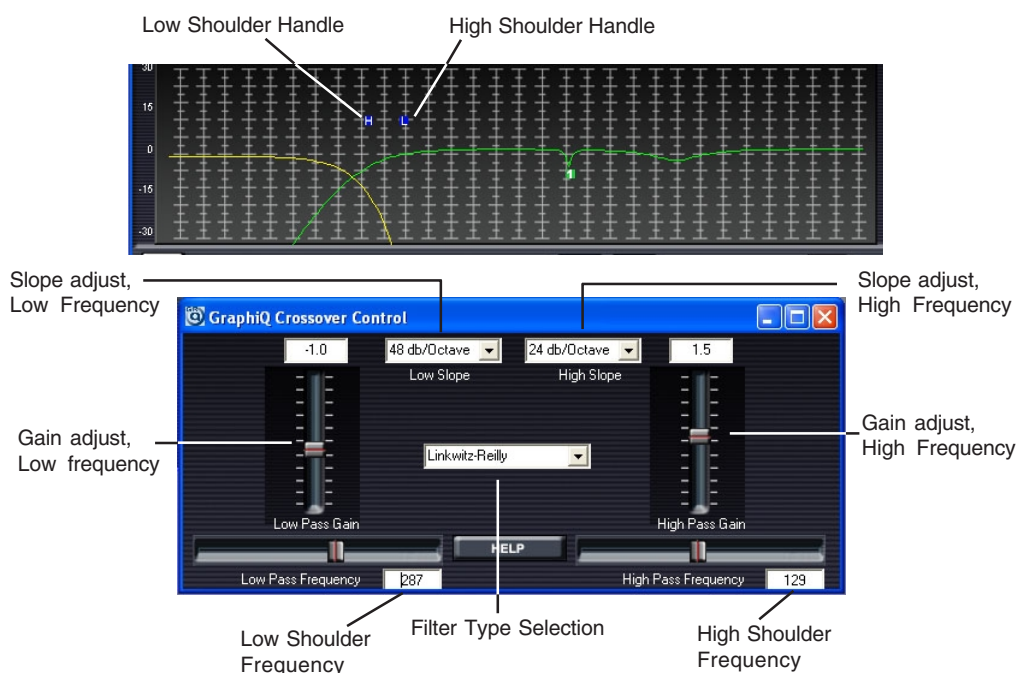 Low Shoulder Handle
High Shoulder Handle
30
15
0
-15
-30
H
L
1
Slope adjust,
Low Frequency
Slope adjust,
High Frequency
GraphiQ Crossover Control
-1.0
48 db/Octave
24 db/Octave
1.5
Low Slope
High Slope
Gain adjust,
Low frequency
Gain adjust,
High Frequency
Linkwitz-Reilly
Low Pass Gain
High Pass Gain
HELP
Low Pass Frequency
287
High Pass Frequency
129
Low Shoulder
Frequency
Filter Type Selection
High Shoulder
Frequency